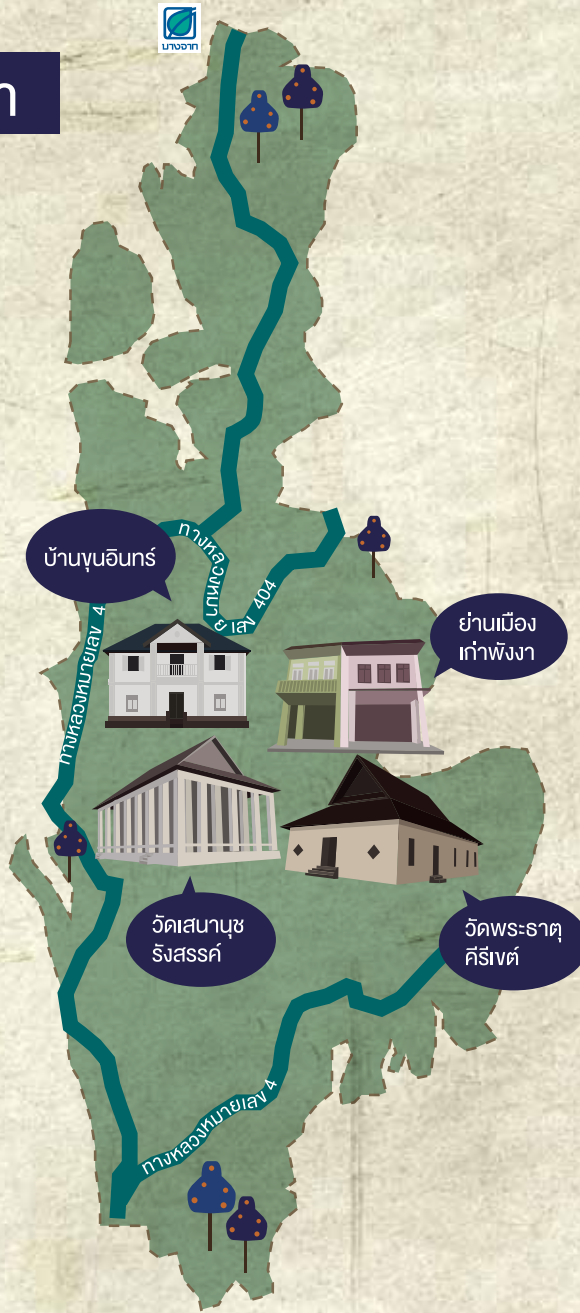 บางจาก
า
บ้านขุนอินทร์
ทางหลวงหมายเลข 404
ย่านเมือง
เก่าพังงา
ทางหลวงหมายเลข 4
วัดเสนานุช
รังสรรค์
วัดพระธาตุ
คีรีเขต์
ทางหลวงหมายเลข 4